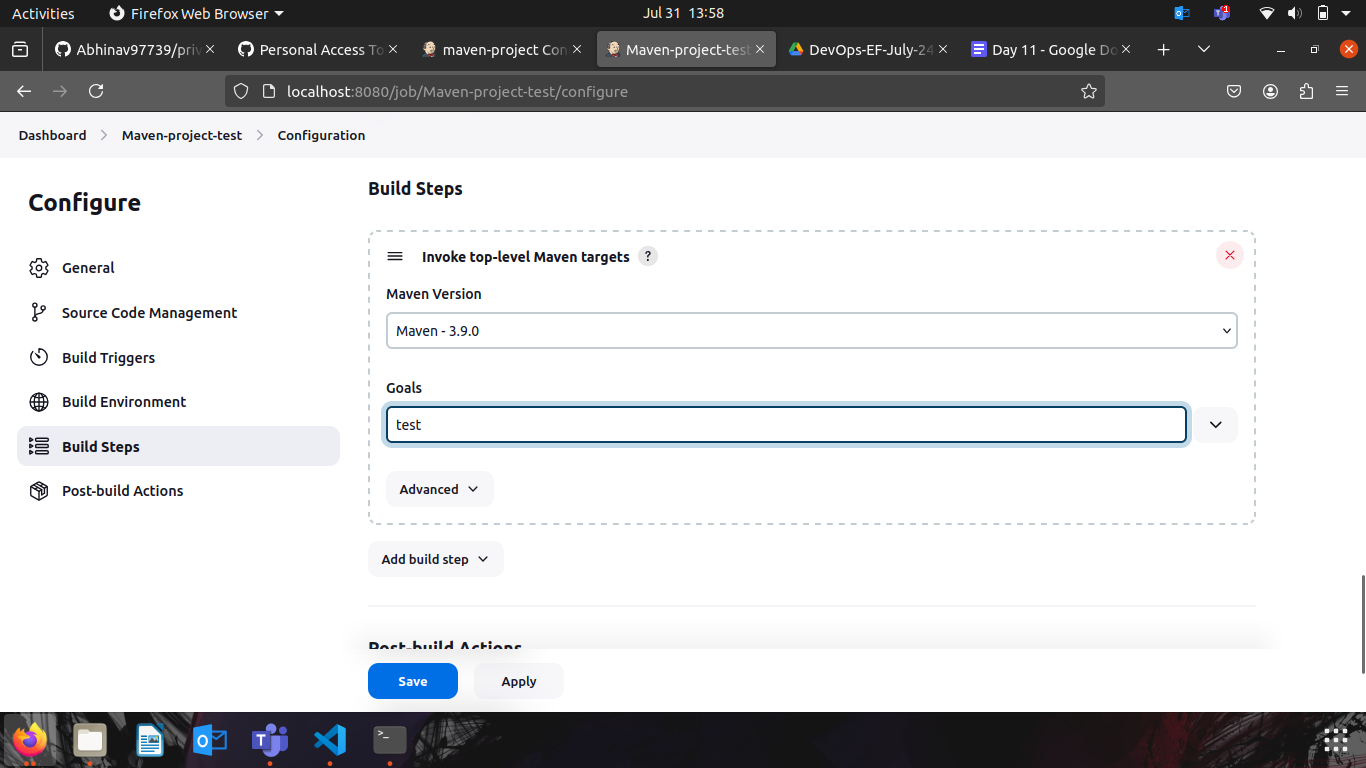 Activities Firefox Web Browser Jul 31 13:58 1
Abhinav97739/priv Personal Access To maven-project Con Maven-project-test DevOps-EF-July-24 Day 11 - Google Do
localhost:8080/job/Maven-project-test/configure
Dashboard Maven-project-test Configuration
Configure
General
Source Code Management
Build Triggers
Build Environment
Build Steps
Post-build Actions
Build Steps
Invoke top-level Maven targets ?
Maven Version
Maven - 3.9.0
Goals
test
Advanced
Add build step
Post-build Actions
Save Apply